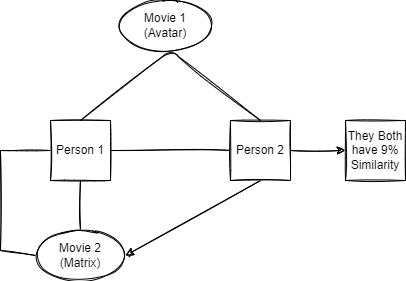 Movie 1
(Avatar)
Person 1
Person 2
They Both
have 9%
Similarity
Movie 2
(Matrix)